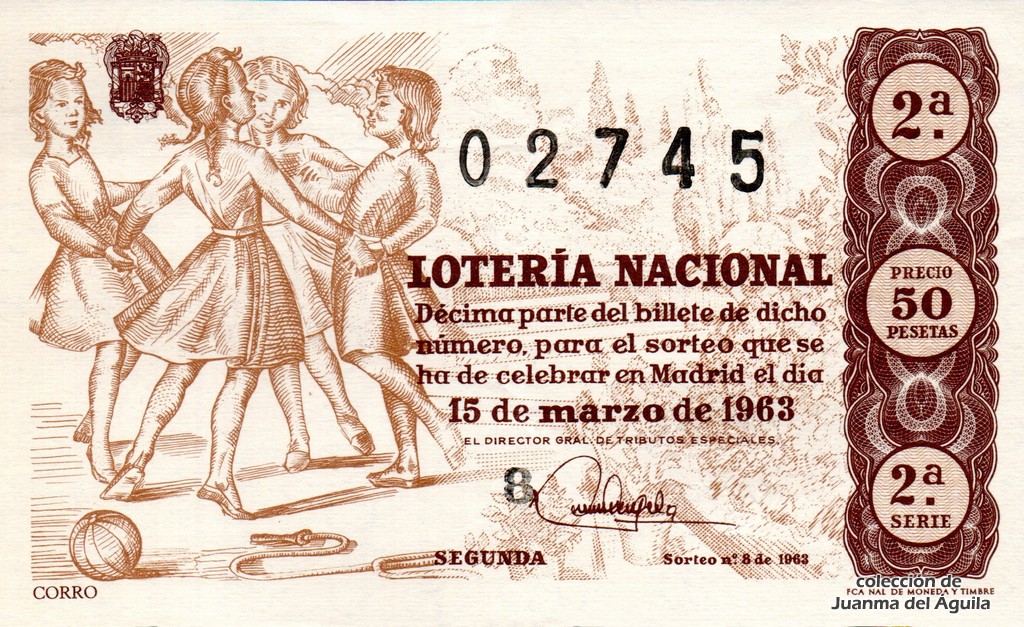 02745
LOTERÍA NACIONAL
Décima parte del billete de dicho
número, para el sorteo que se
ha de celebrar en Madrid el dia
15 de marzo de 1963
EL DIRECTOR GRAL. DE TRIBUTOS ESPECIALES,
8
SEGUNDA
Sorteo nº 8 de 1963
CORRO
2ª
PRECIO
50
PESETAS
2ª
SERIE
FCA NAL DE MONEDA Y TIMBRE
colección de
Juanma del Aguila